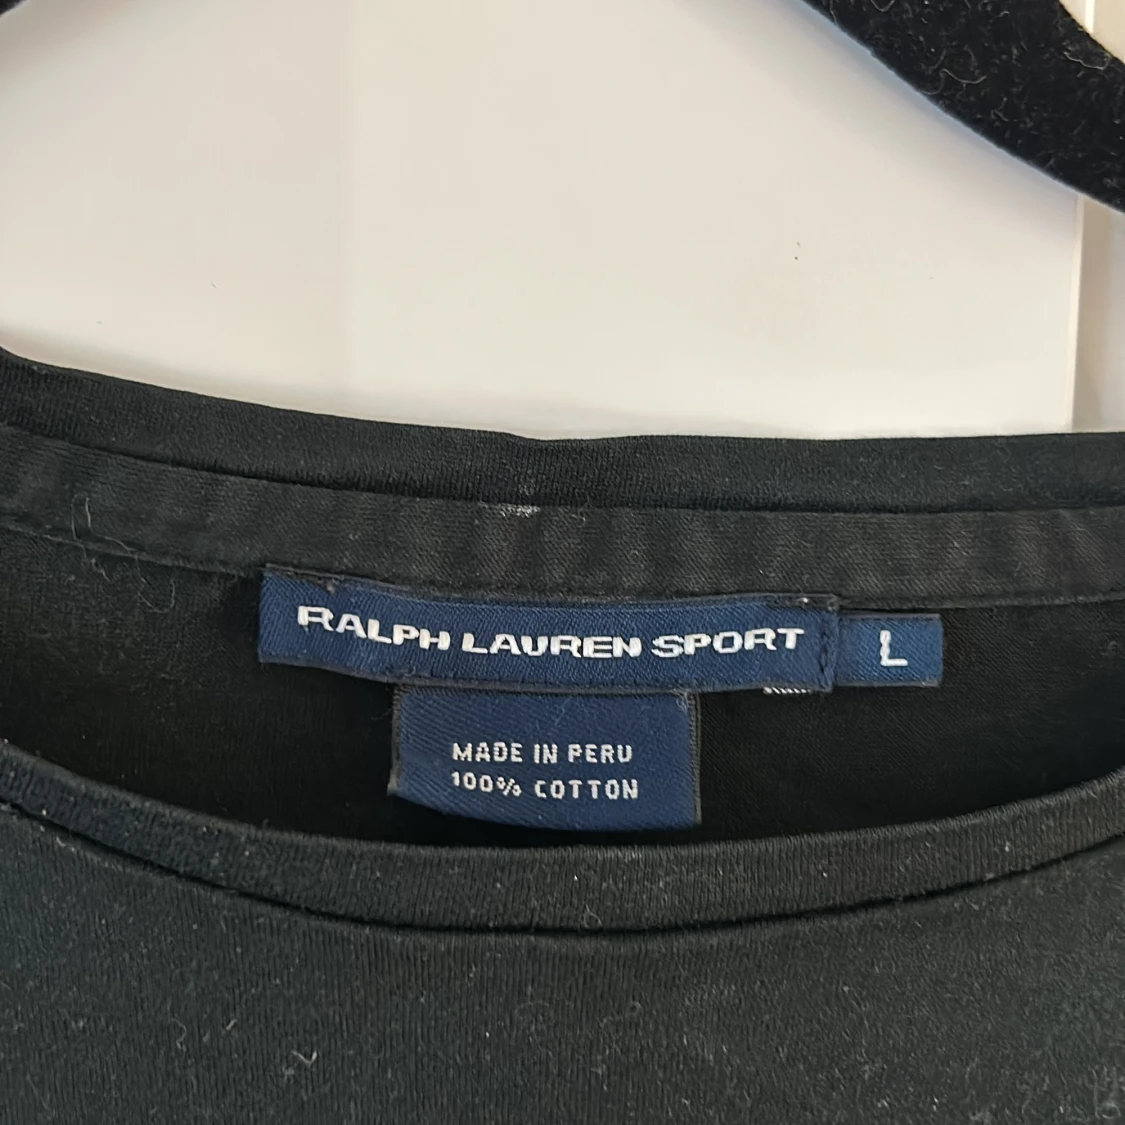 RALPH LAUREN SPORT
L
MADE IN PERU
100% COTTON